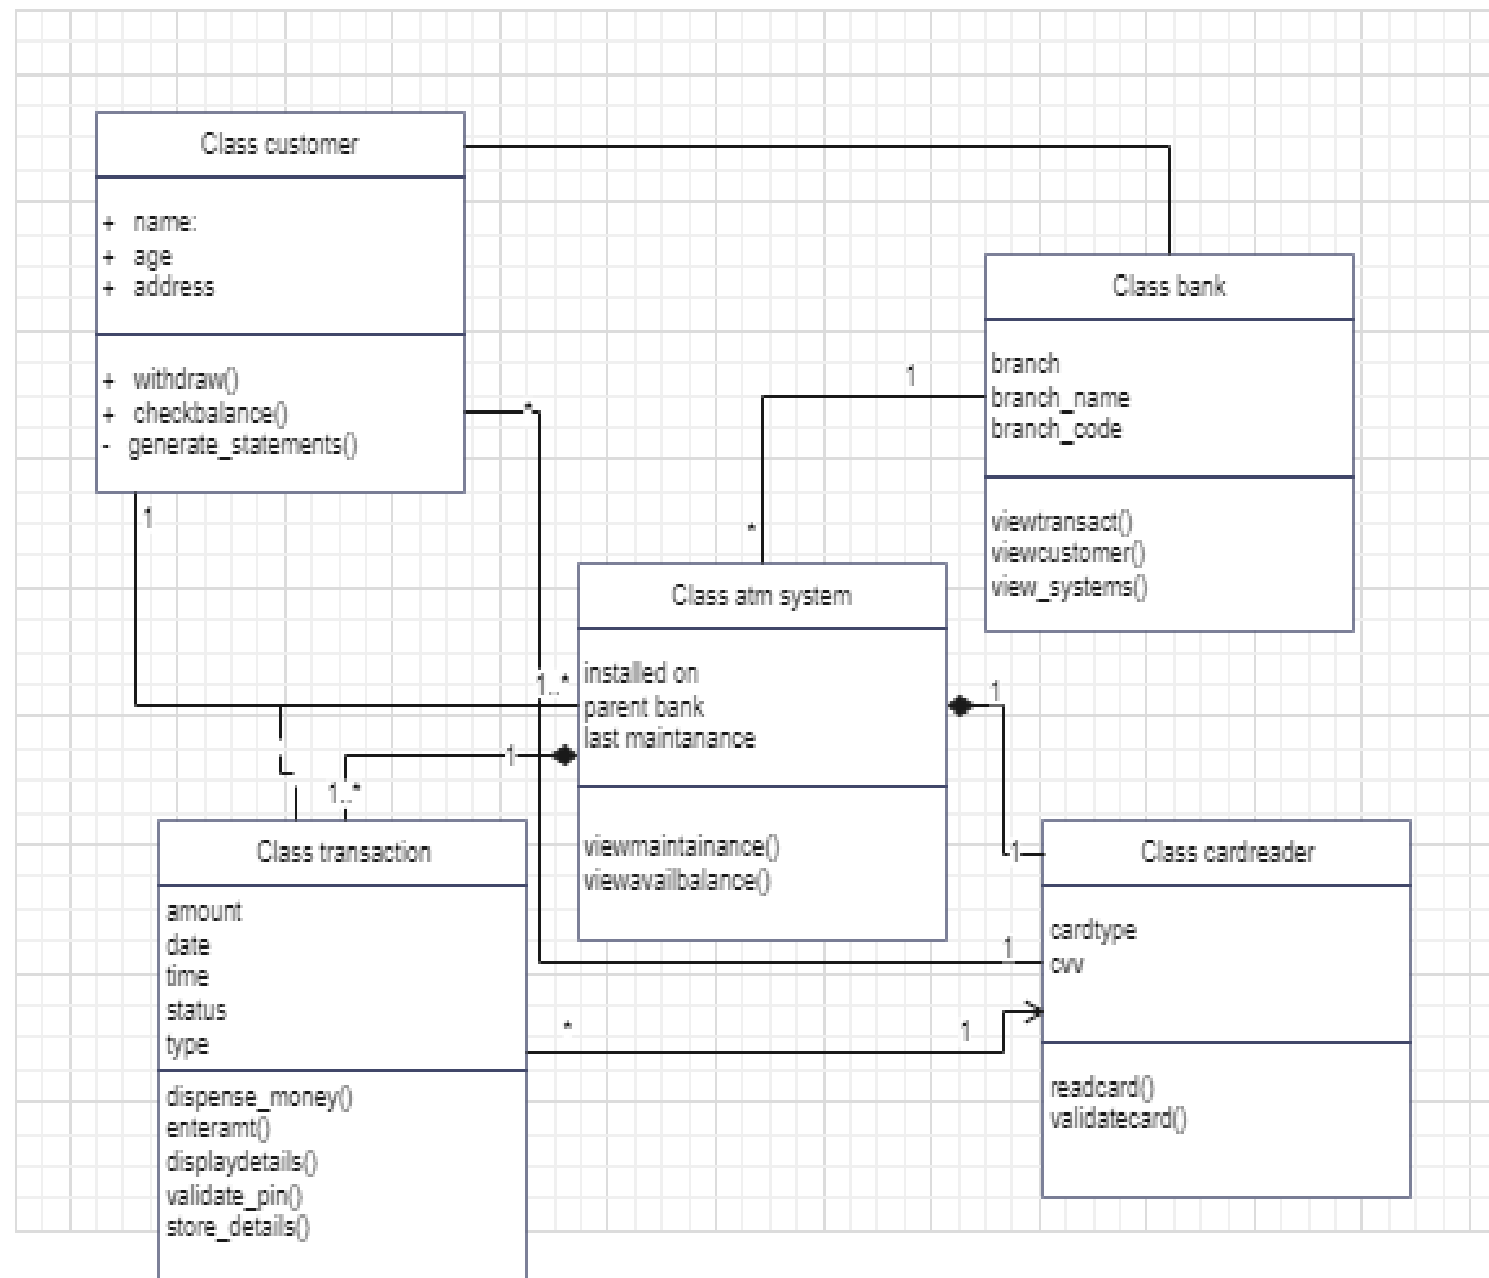 Class customer
+ name:
+ age
+ address
+ withdraw()
+ checkbalance()
- generate_statements()
*
1
Class bank
branch
branch_name
branch_code
viewtransact()
viewcustomer()
view_systems()
1
*
Class atm system
installed on
parent bank
last maintanance
viewmaintainance()
viewavailbalance()
1..*
1
1..*
1
1
Class transaction
amount
date
time
status
type
dispense_money()
enteramt()
displaydetails()
validate_pin()
store_details()
Class cardreader
cardtype
cvv
readcard()
validatecard()
1
*
1